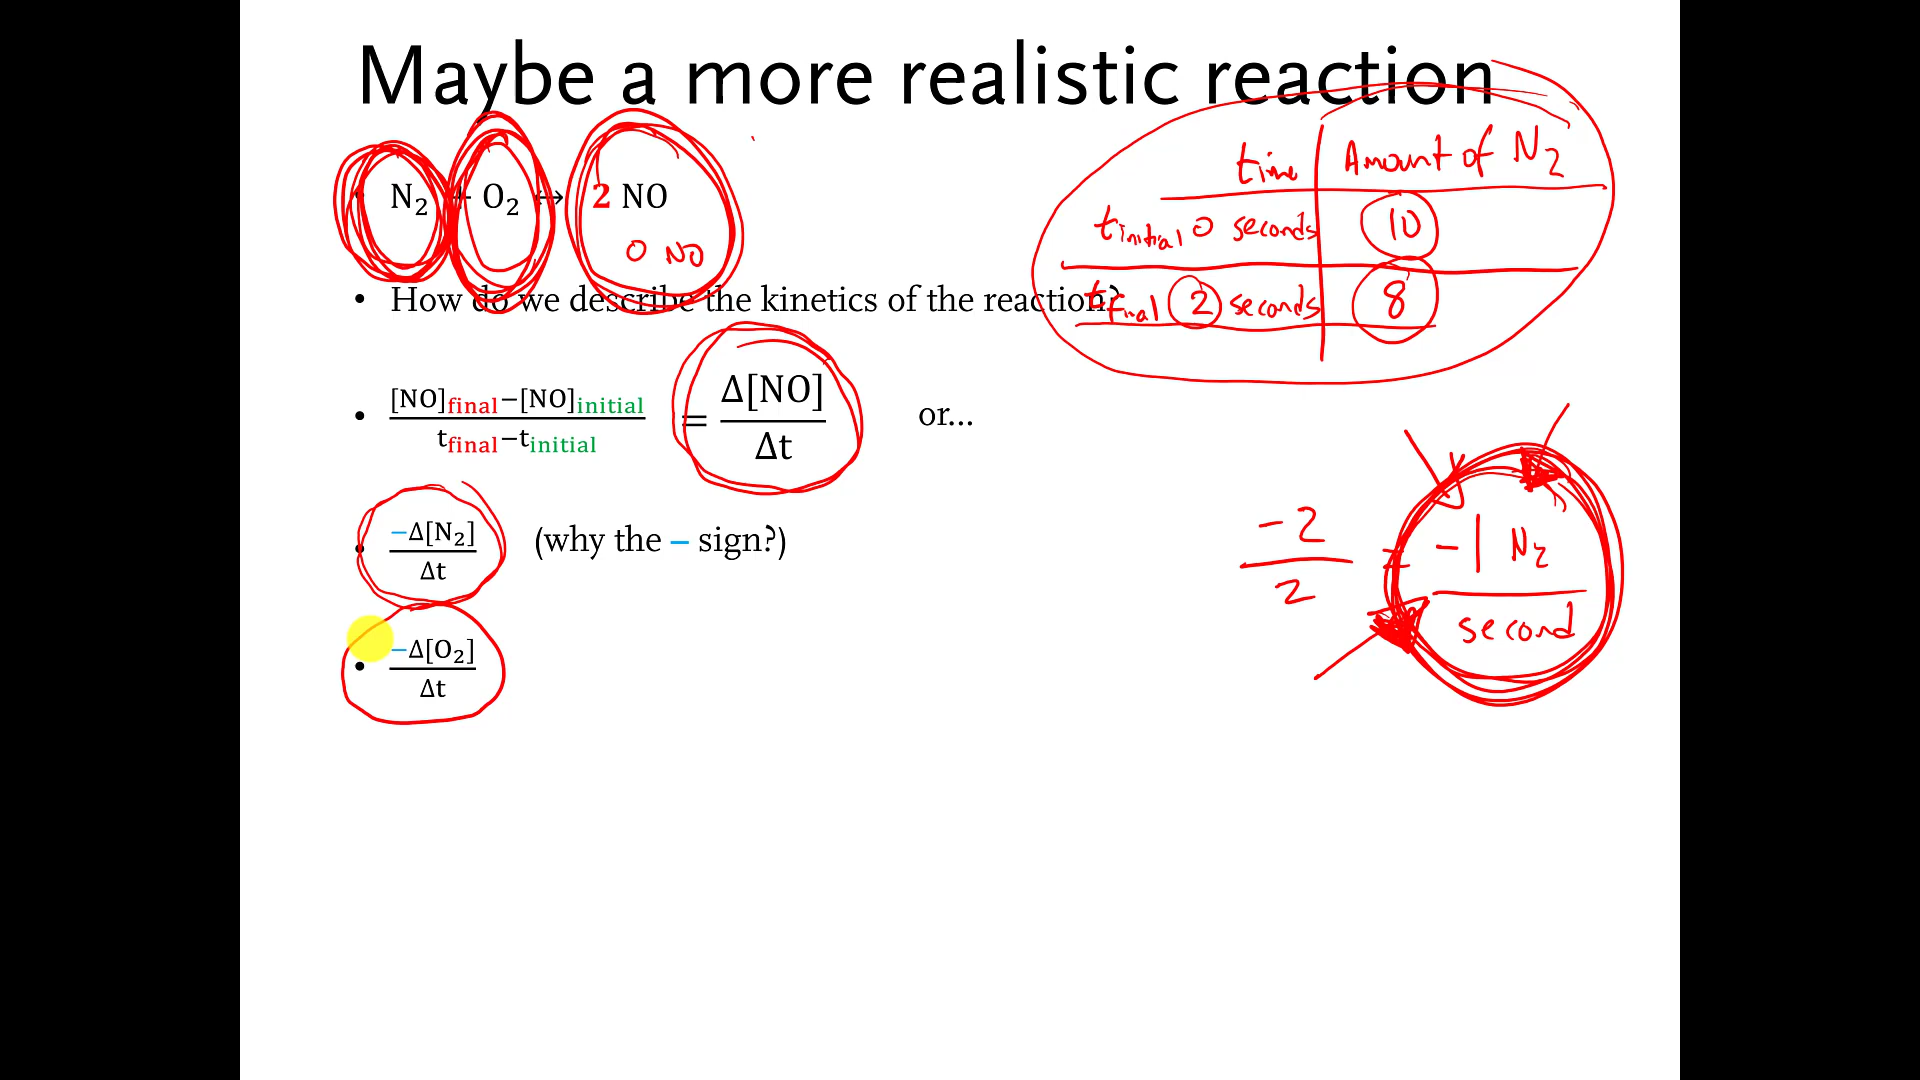 Maybe a more realistic reaction
time Amount of N₂
• N₂ + O₂ ↔ 2 NO
0 NO
t initial 0 seconds 10
• How do we describe the kinetics of the reaction?
t final 2 seconds 8
• [NO]final−[NO]initial / tfinal−tinitial = Δ[NO] / Δt or...
• −Δ[N₂] / Δt (why the − sign?)
-2 / 2 = -1 N₂ / second
• −Δ[O₂] / Δt